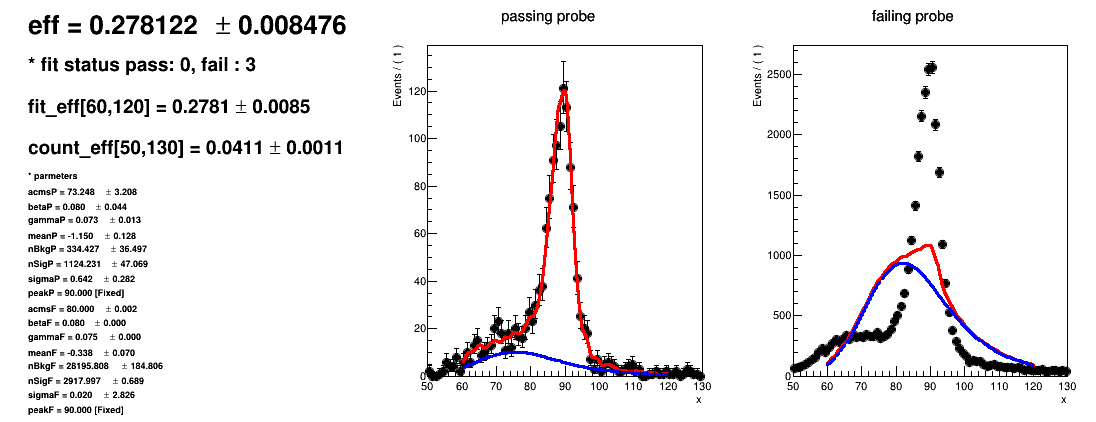 eff = 0.278122 ± 0.008476
* fit status pass: 0, fail : 3
fit_eff[60,120] = 0.2781 ± 0.0085
count_eff[50,130] = 0.0411 ± 0.0011
* parmeters
acmsP = 73.248 ± 3.208
betaP = 0.080 ± 0.044
gammaP = 0.073 ± 0.013
meanP = -1.150 ± 0.128
nBkgP = 334.427 ± 36.497
nSigP = 1124.231 ± 47.069
sigmaP = 0.642 ± 0.282
peakP = 90.000 [Fixed]
acmsF = 80.000 ± 0.002
betaF = 0.080 ± 0.000
gammaF = 0.075 ± 0.000
meanF = -0.338 ± 0.070
nBkgF = 28195.808 ± 184.806
nSigF = 2917.997 ± 0.689
sigmaF = 0.020 ± 2.826
peakF = 90.000 [Fixed]
passing probe
Events / ( 1 )
120
100
80
60
40
20
0
50 60 70 80 90 100 110 120 130
x
failing probe
Events / ( 1 )
2500
2000
1500
1000
500
0
50 60 70 80 90 100 110 120 130
x